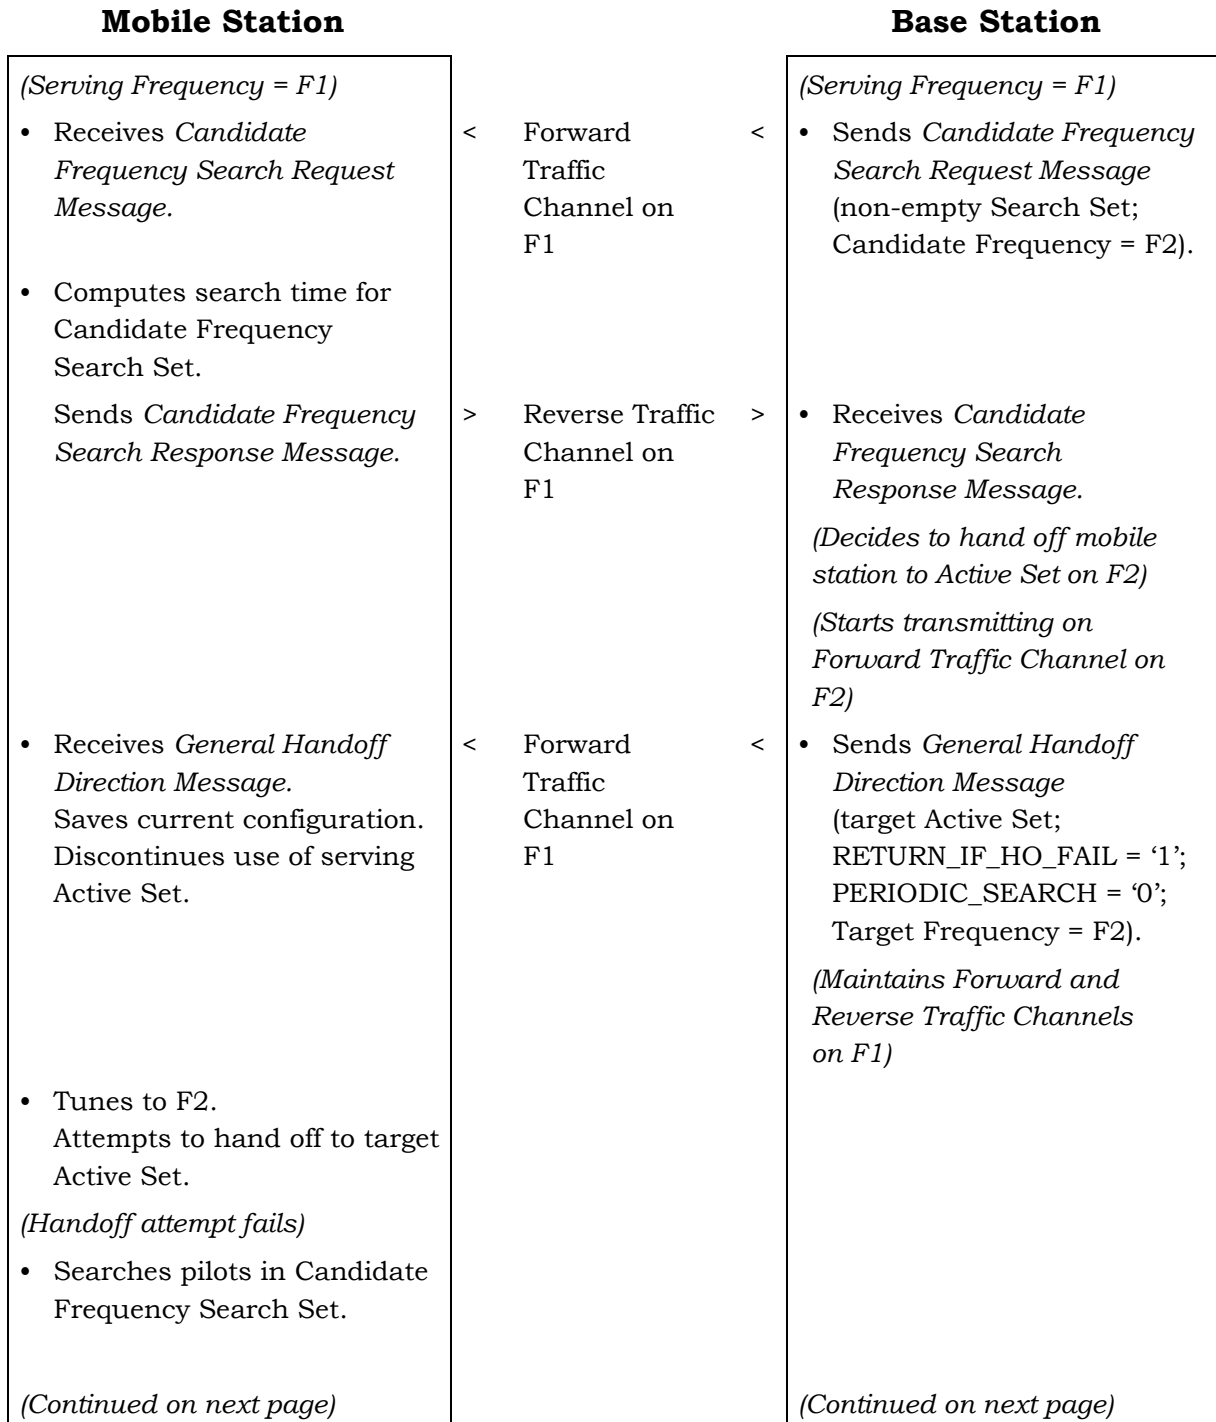 Mobile Station
Base Station
(Serving Frequency = F1)
(Serving Frequency = F1)
• Receives Candidate
Frequency Search Request
Message.
< Forward <
Traffic
Channel on
F1
• Sends Candidate Frequency
Search Request Message
(non-empty Search Set;
Candidate Frequency = F2).
• Computes search time for
Candidate Frequency
Search Set.
Sends Candidate Frequency
Search Response Message.
> Reverse Traffic >
Channel on
F1
• Receives Candidate
Frequency Search
Response Message.
(Decides to hand off mobile
station to Active Set on F2)
(Starts transmitting on
Forward Traffic Channel on
F2)
• Receives General Handoff
Direction Message.
Saves current configuration.
Discontinues use of serving
Active Set.
< Forward <
Traffic
Channel on
F1
• Sends General Handoff
Direction Message
(target Active Set;
RETURN_IF_HO_FAIL = ‘1’;
PERIODIC_SEARCH = ‘0’;
Target Frequency = F2).
(Maintains Forward and
Reverse Traffic Channels
on F1)
• Tunes to F2.
Attempts to hand off to target
Active Set.
(Handoff attempt fails)
• Searches pilots in Candidate
Frequency Search Set.
(Continued on next page)
(Continued on next page)